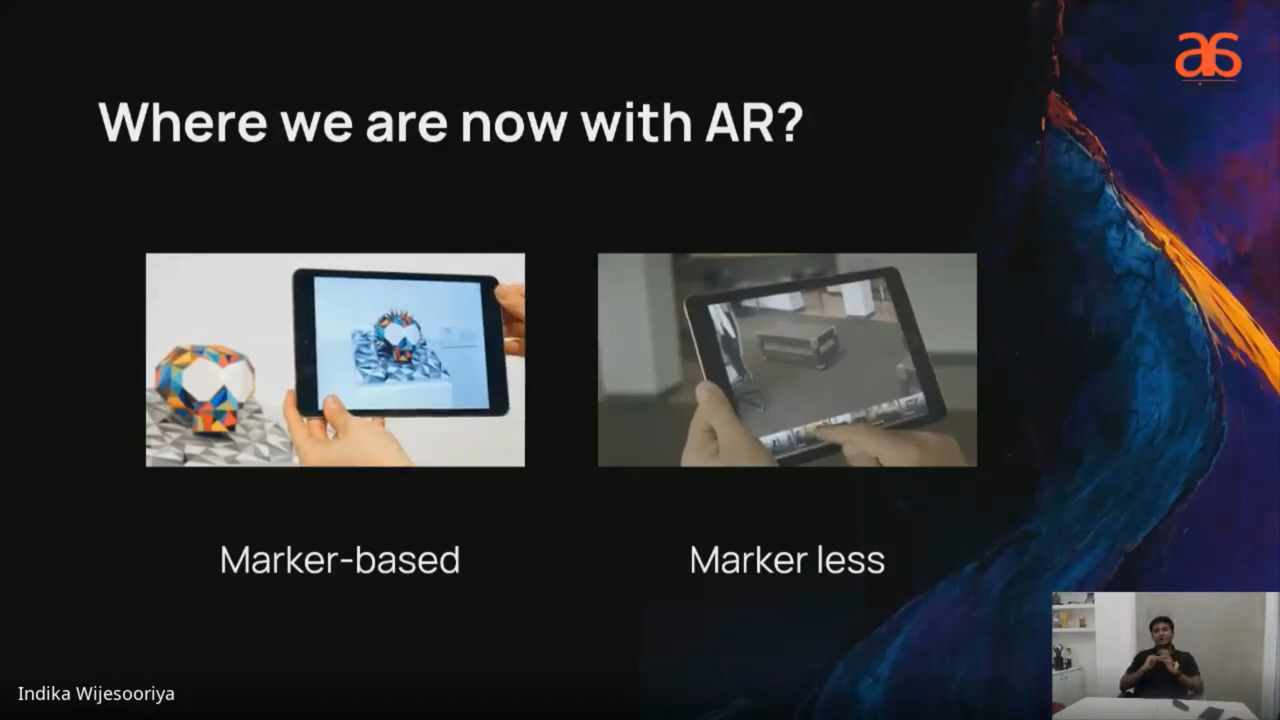 Where we are now with AR?
Marker-based
Marker less
Indika Wijesooriya